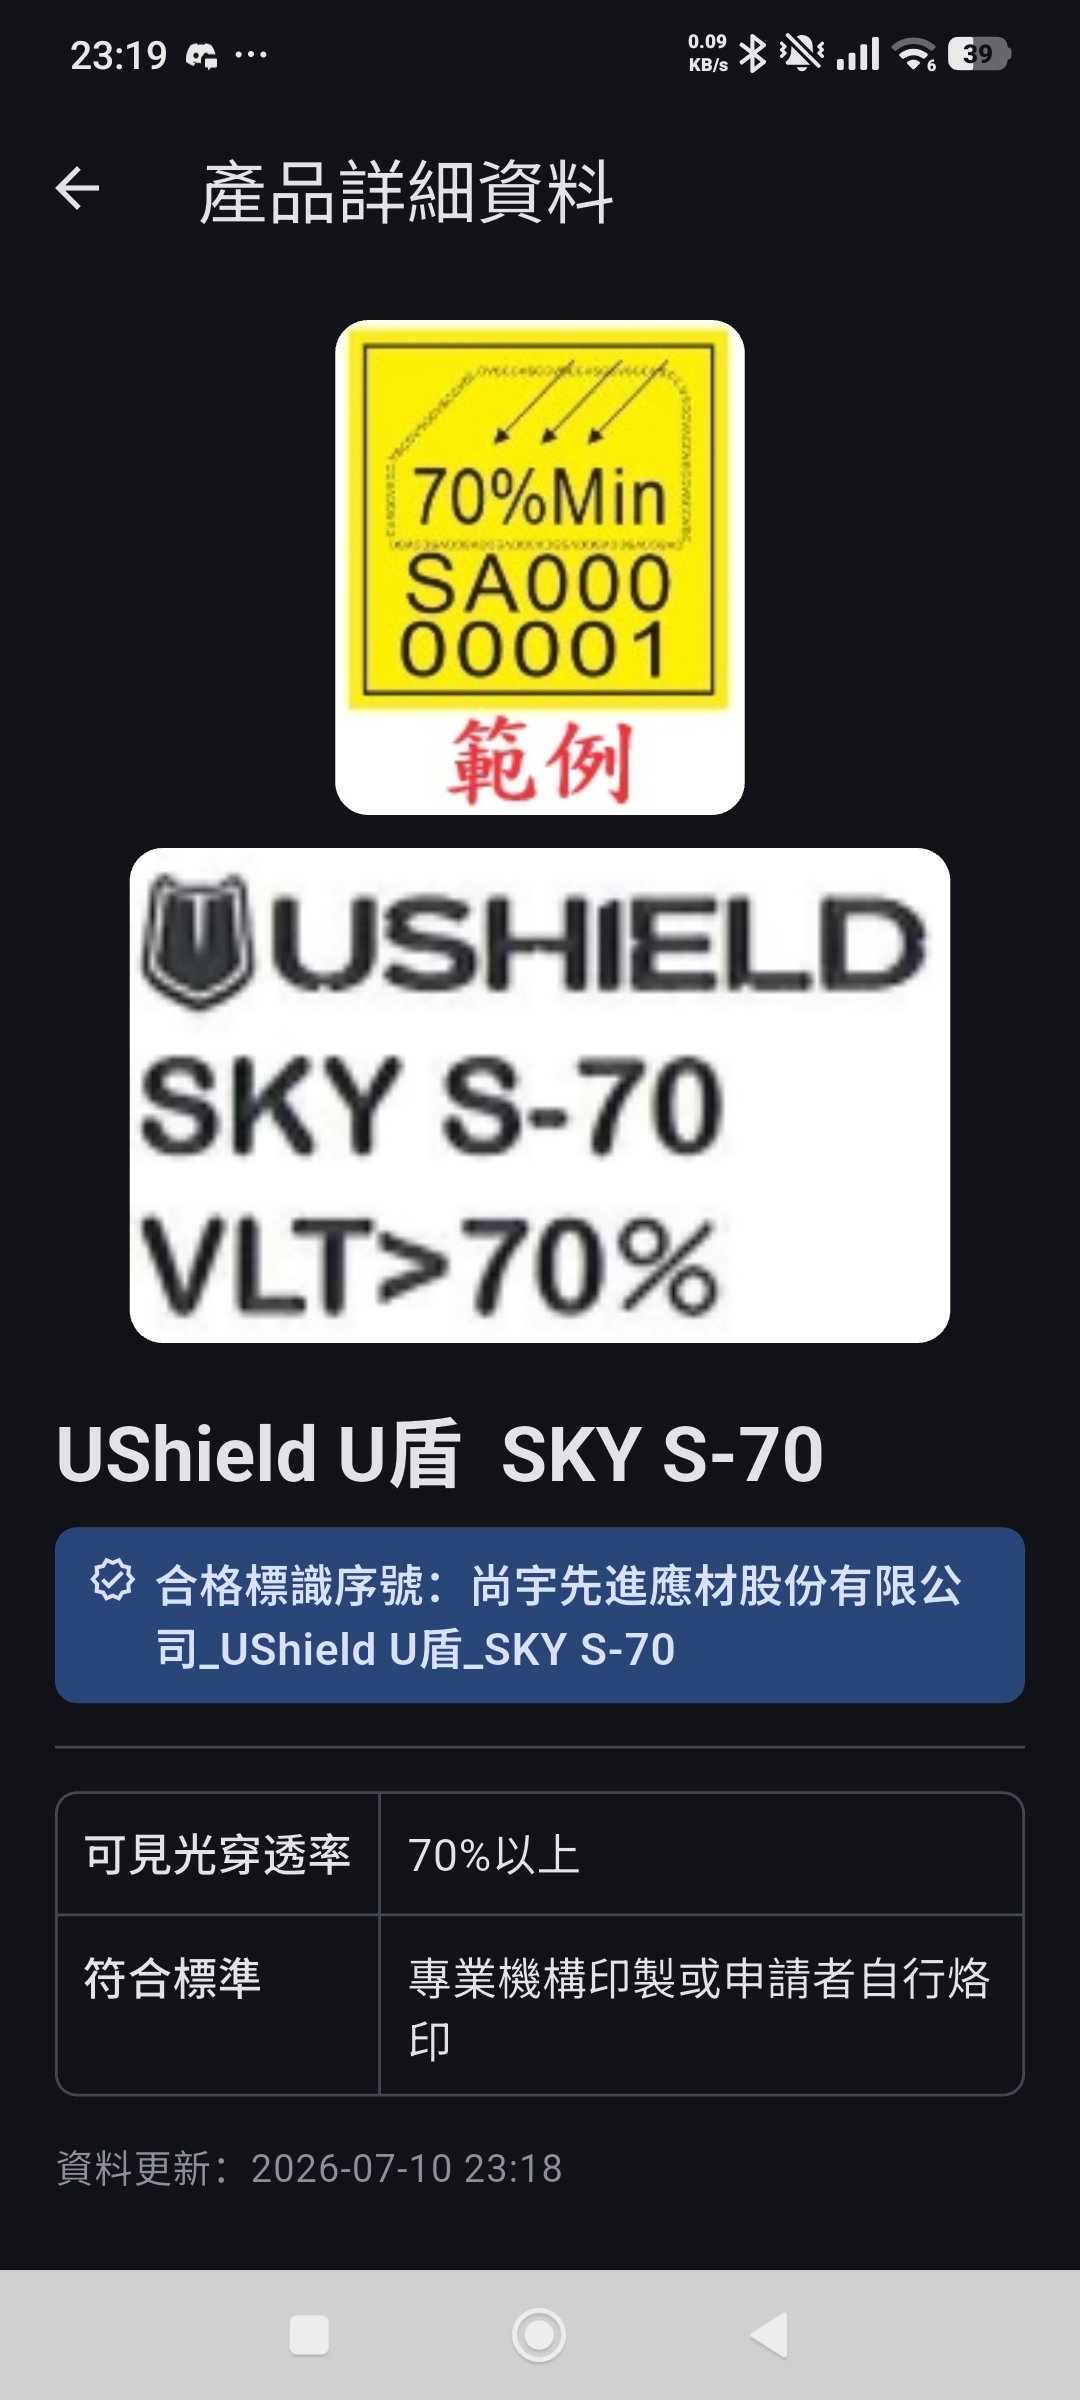 23:19 ...
0.09
KB/s
6
39
產品詳細資料
70%Min
SA000
00001
範例
USHIELD
SKY S-70
VLT>70%
UShield U盾 SKY S-70
合格標識序號：尚宇先進應材股份有限公
司_UShield U盾_SKY S-70
可見光穿透率 70%以上
符合標準 專業機構印製或申請者自行烙
印
資料更新：2026-07-10 23:18